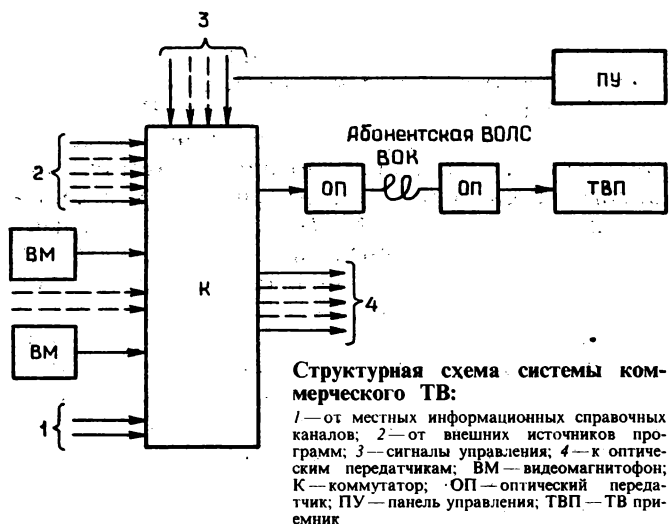 3
ПУ
Абонентская ВОЛС
ВОК
2
ОП
ОП
ТВП
ВМ
К
4
ВМ
1
Структурная схема системы ком-
мерческого ТВ:
1—от местных информационных справочных
каналов; 2—от внешних источников про-
грамм; 3—сигналы управления; 4—к оптиче-
ским передатчикам; ВМ—видеомагнитофон;
К—коммутатор; ОП—оптический переда-
тчик; ПУ—панель управления; ТВП—ТВ при-
емник